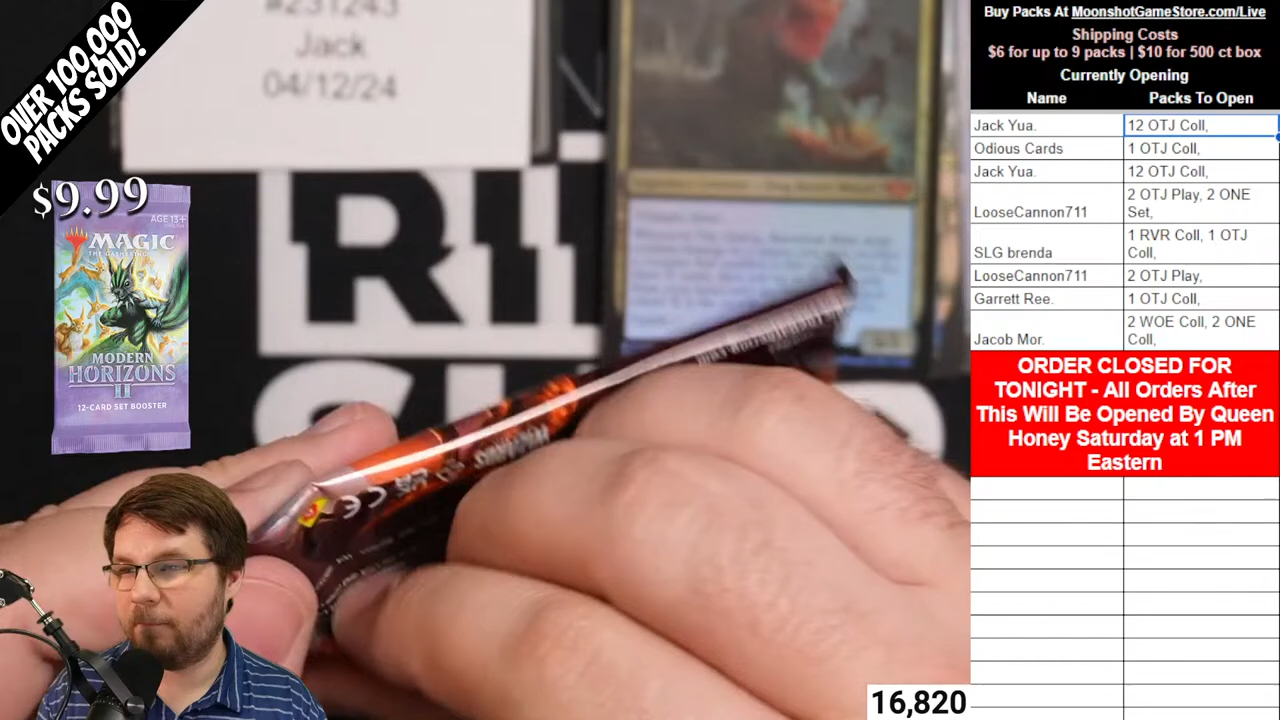 OVER 100,000
PACKS SOLD!
$9.99
AGE 13+
MAGIC
THE GATHERING
MODERN
HORIZONS
II
12-CARD SET BOOSTER
#231243
Jack
04/12/24
CE
16,820
Buy Packs At MoonshotGameStore.com/Live
Shipping Costs
$6 for up to 9 packs | $10 for 500 ct box
Currently Opening
Name Packs To Open
Jack Yua. 12 OTJ Coll,
Odious Cards 1 OTJ Coll,
Jack Yua. 12 OTJ Coll,
LooseCannon711 2 OTJ Play, 2 ONE
Set,
SLG brenda 1 RVR Coll, 1 OTJ
Coll,
LooseCannon711 2 OTJ Play,
Garrett Ree. 1 OTJ Coll,
Jacob Mor. 2 WOE Coll, 2 ONE
Coll,
ORDER CLOSED FOR
TONIGHT - All Orders After
This Will Be Opened By Queen
Honey Saturday at 1 PM
Eastern